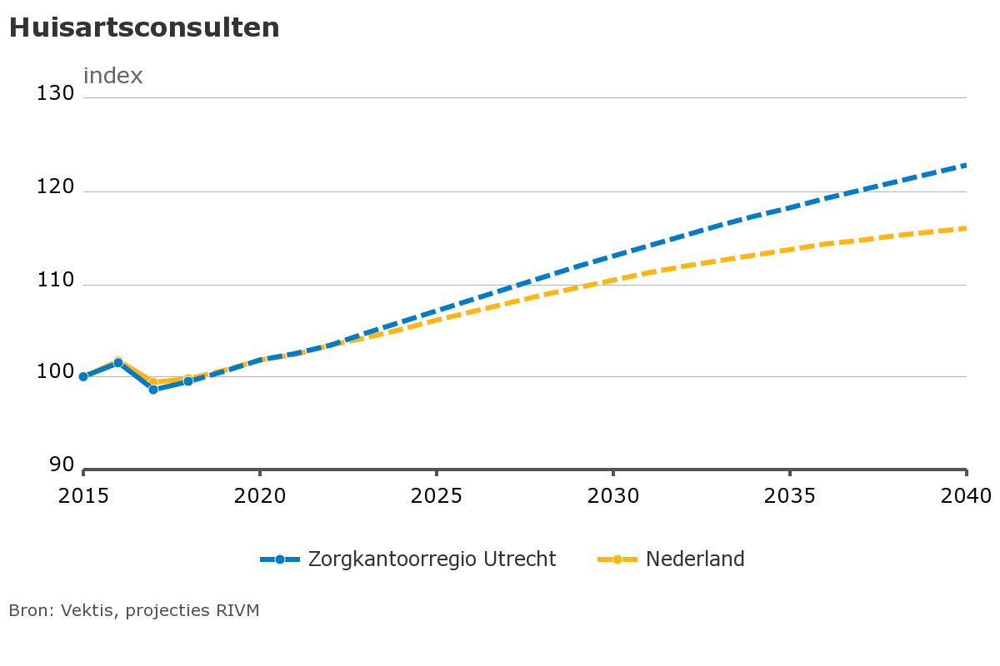 Huisartsconsulten
index
130
120
110
100
90
2015 2020 2025 2030 2035 2040
Zorgkantoorregio Utrecht Nederland
Bron: Vektis, projecties RIVM